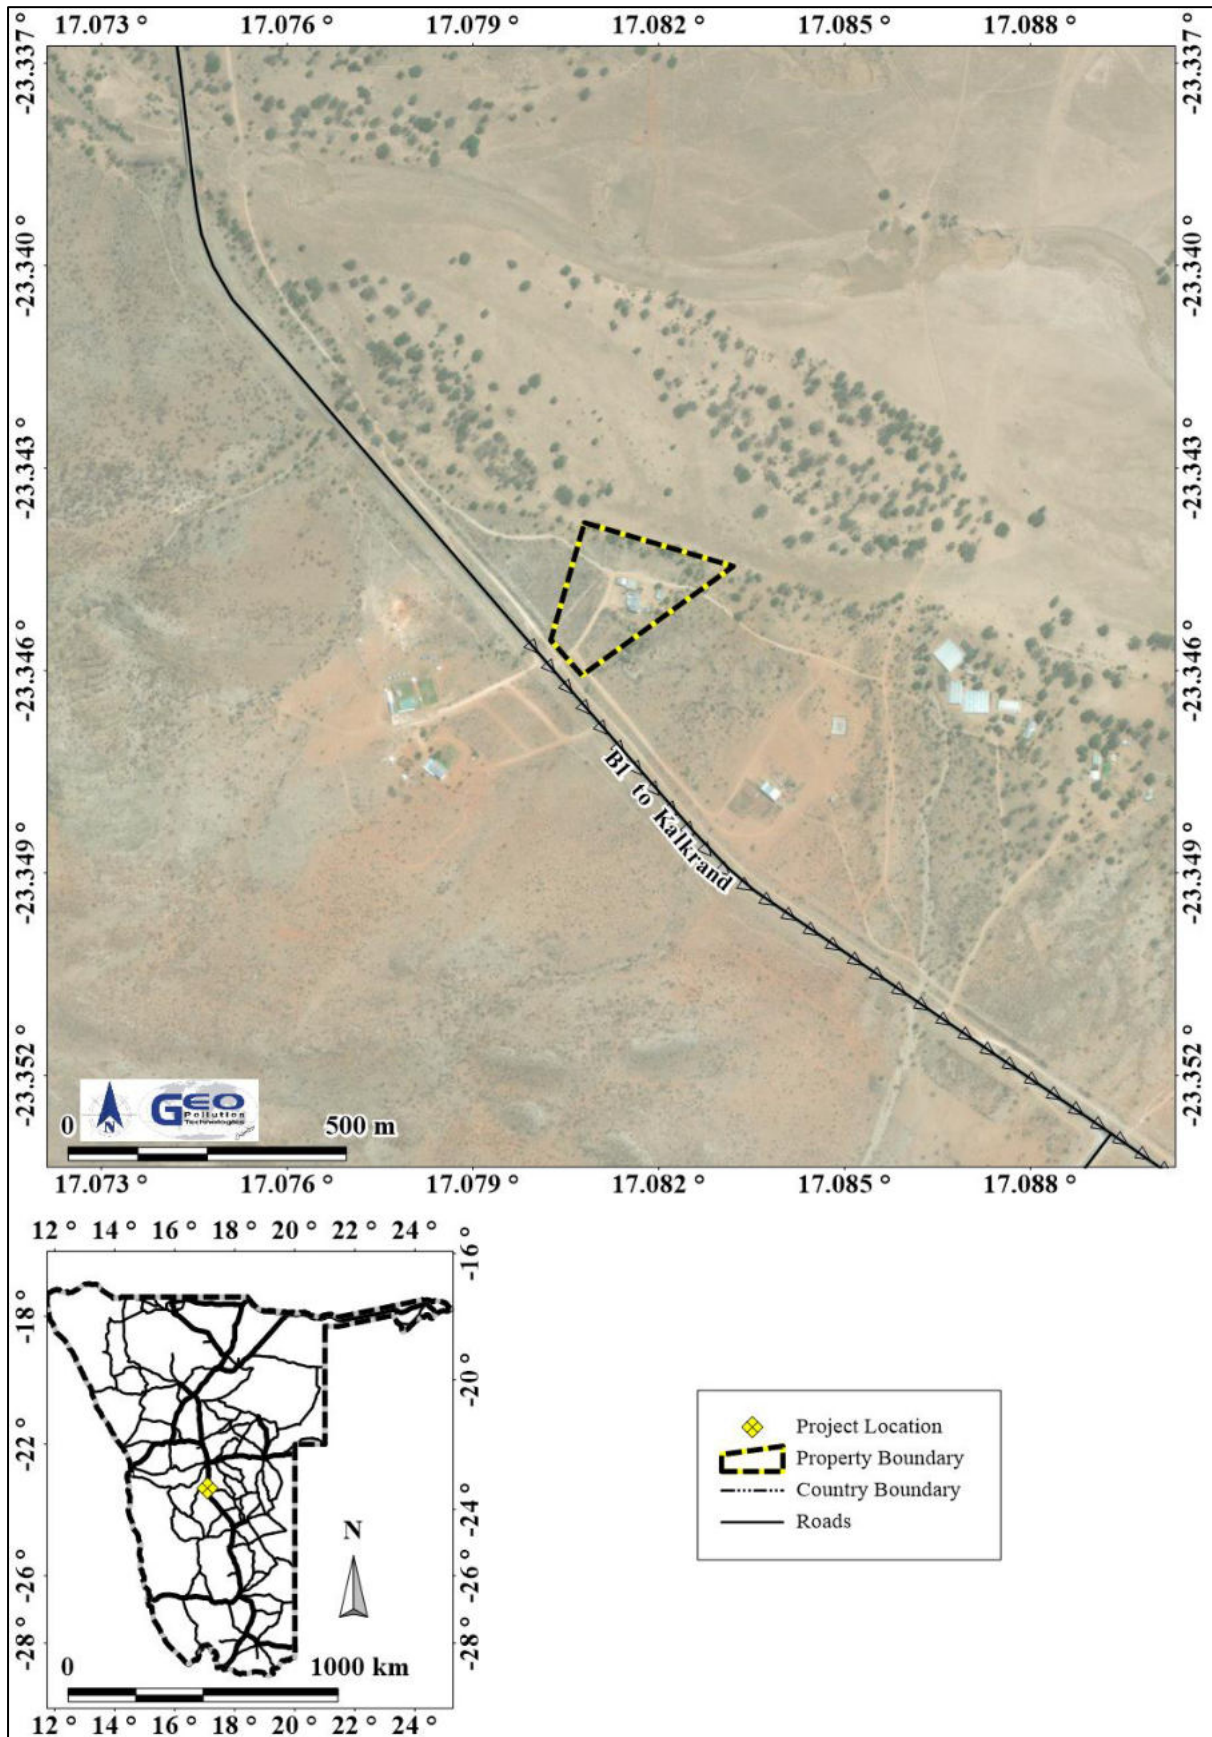 17.073 ° 17.076 ° 17.079 ° 17.082 ° 17.085 ° 17.088 °
-23.337 ° -23.337 °
-23.340 ° -23.340 °
-23.343 ° -23.343 °
-23.346 ° -23.346 °
B1 to Kalkrand
-23.349 ° -23.349 °
-23.352 ° -23.352 °
N
GEO
Pollution
Technologies
0 500 m
17.073 ° 17.076 ° 17.079 ° 17.082 ° 17.085 ° 17.088 °
12 ° 14 ° 16 ° 18 ° 20 ° 22 ° 24 °
-16 °
-18 °
-20 °
-22 °
-24 °
-26 °
-26 °
-28 °
-28 °
N
0 1000 km
12 ° 14 ° 16 ° 18 ° 20 ° 22 ° 24 °
Project Location
Property Boundary
Country Boundary
Roads